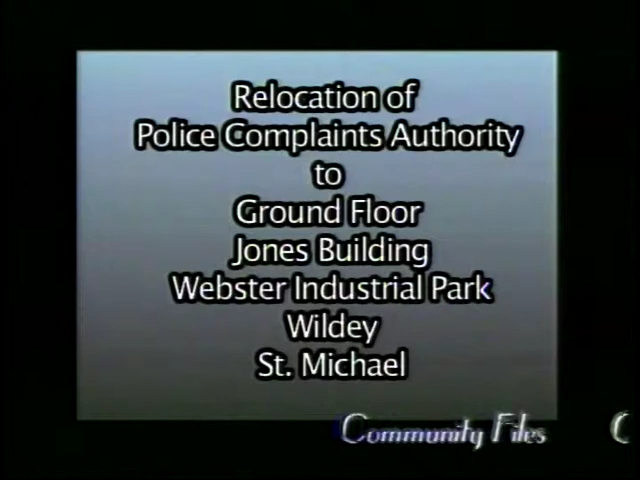 Relocation of
Police Complaints Authority
to
Ground Floor
Jones Building
Webster Industrial Park
Wildey
St. Michael
Community Files
C